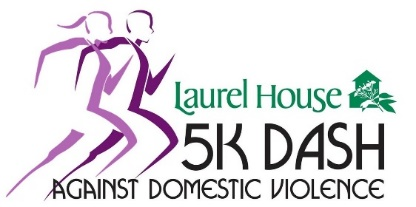 Laurel House
5K DASH
AGAINST DOMESTIC VIOLENCE